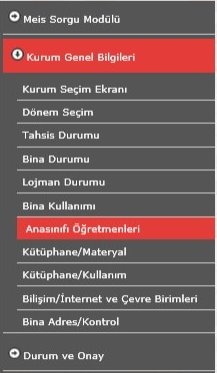 Meis Sorgu Modülü
Kurum Genel Bilgileri
Kurum Seçim Ekranı
Dönem Seçim
Tahsis Durumu
Bina Durumu
Lojman Durumu
Bina Kullanımı
Anasınıfı Öğretmenleri
Kütüphane/Materyal
Kütüphane/Kullanım
Bilişim/İnternet ve Çevre Birimleri
Bina Adres/Kontrol
Durum ve Onay